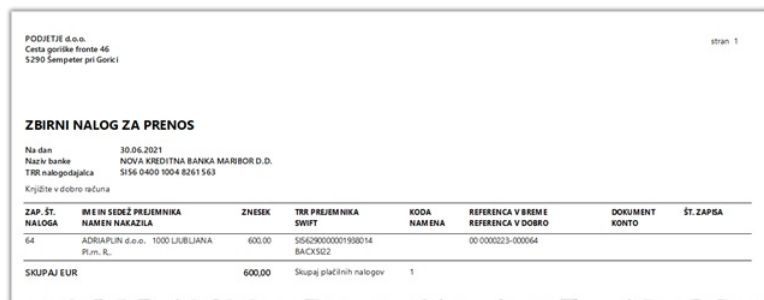 PODJETJE d.o.o.
Cesta goriške fronte 46
5290 Šempeter pri Gorici
stran 1
ZBIRNI NALOG ZA PRENOS
Na dan 30.06.2021
Naziv banke NOVA KREDITNA BANKA MARIBOR D.D.
TRR nalogodajalca SI56 0400 1004 8261 563
Knjižite v dobro računa
ZAP. ŠT. IME IN SEDEŽ PREJEMNIKA ZNESEK TRR PREJEMNIKA KODA REFERENCA V BREME DOKUMENT ŠT. ZAPISA
NALOGA NAMEN NAKAZILA SWIFT NAMENA REFERENCA V DOBRO KONTO
64 ADRIAPLIN d.o.o. 1000 LJUBLJANA 600,00 SI56290000001938014 00 0000223-000064
Pl.rn. R,. BACXSI22
SKUPAJ EUR 600,00 Skupaj plačilnih nalogov 1